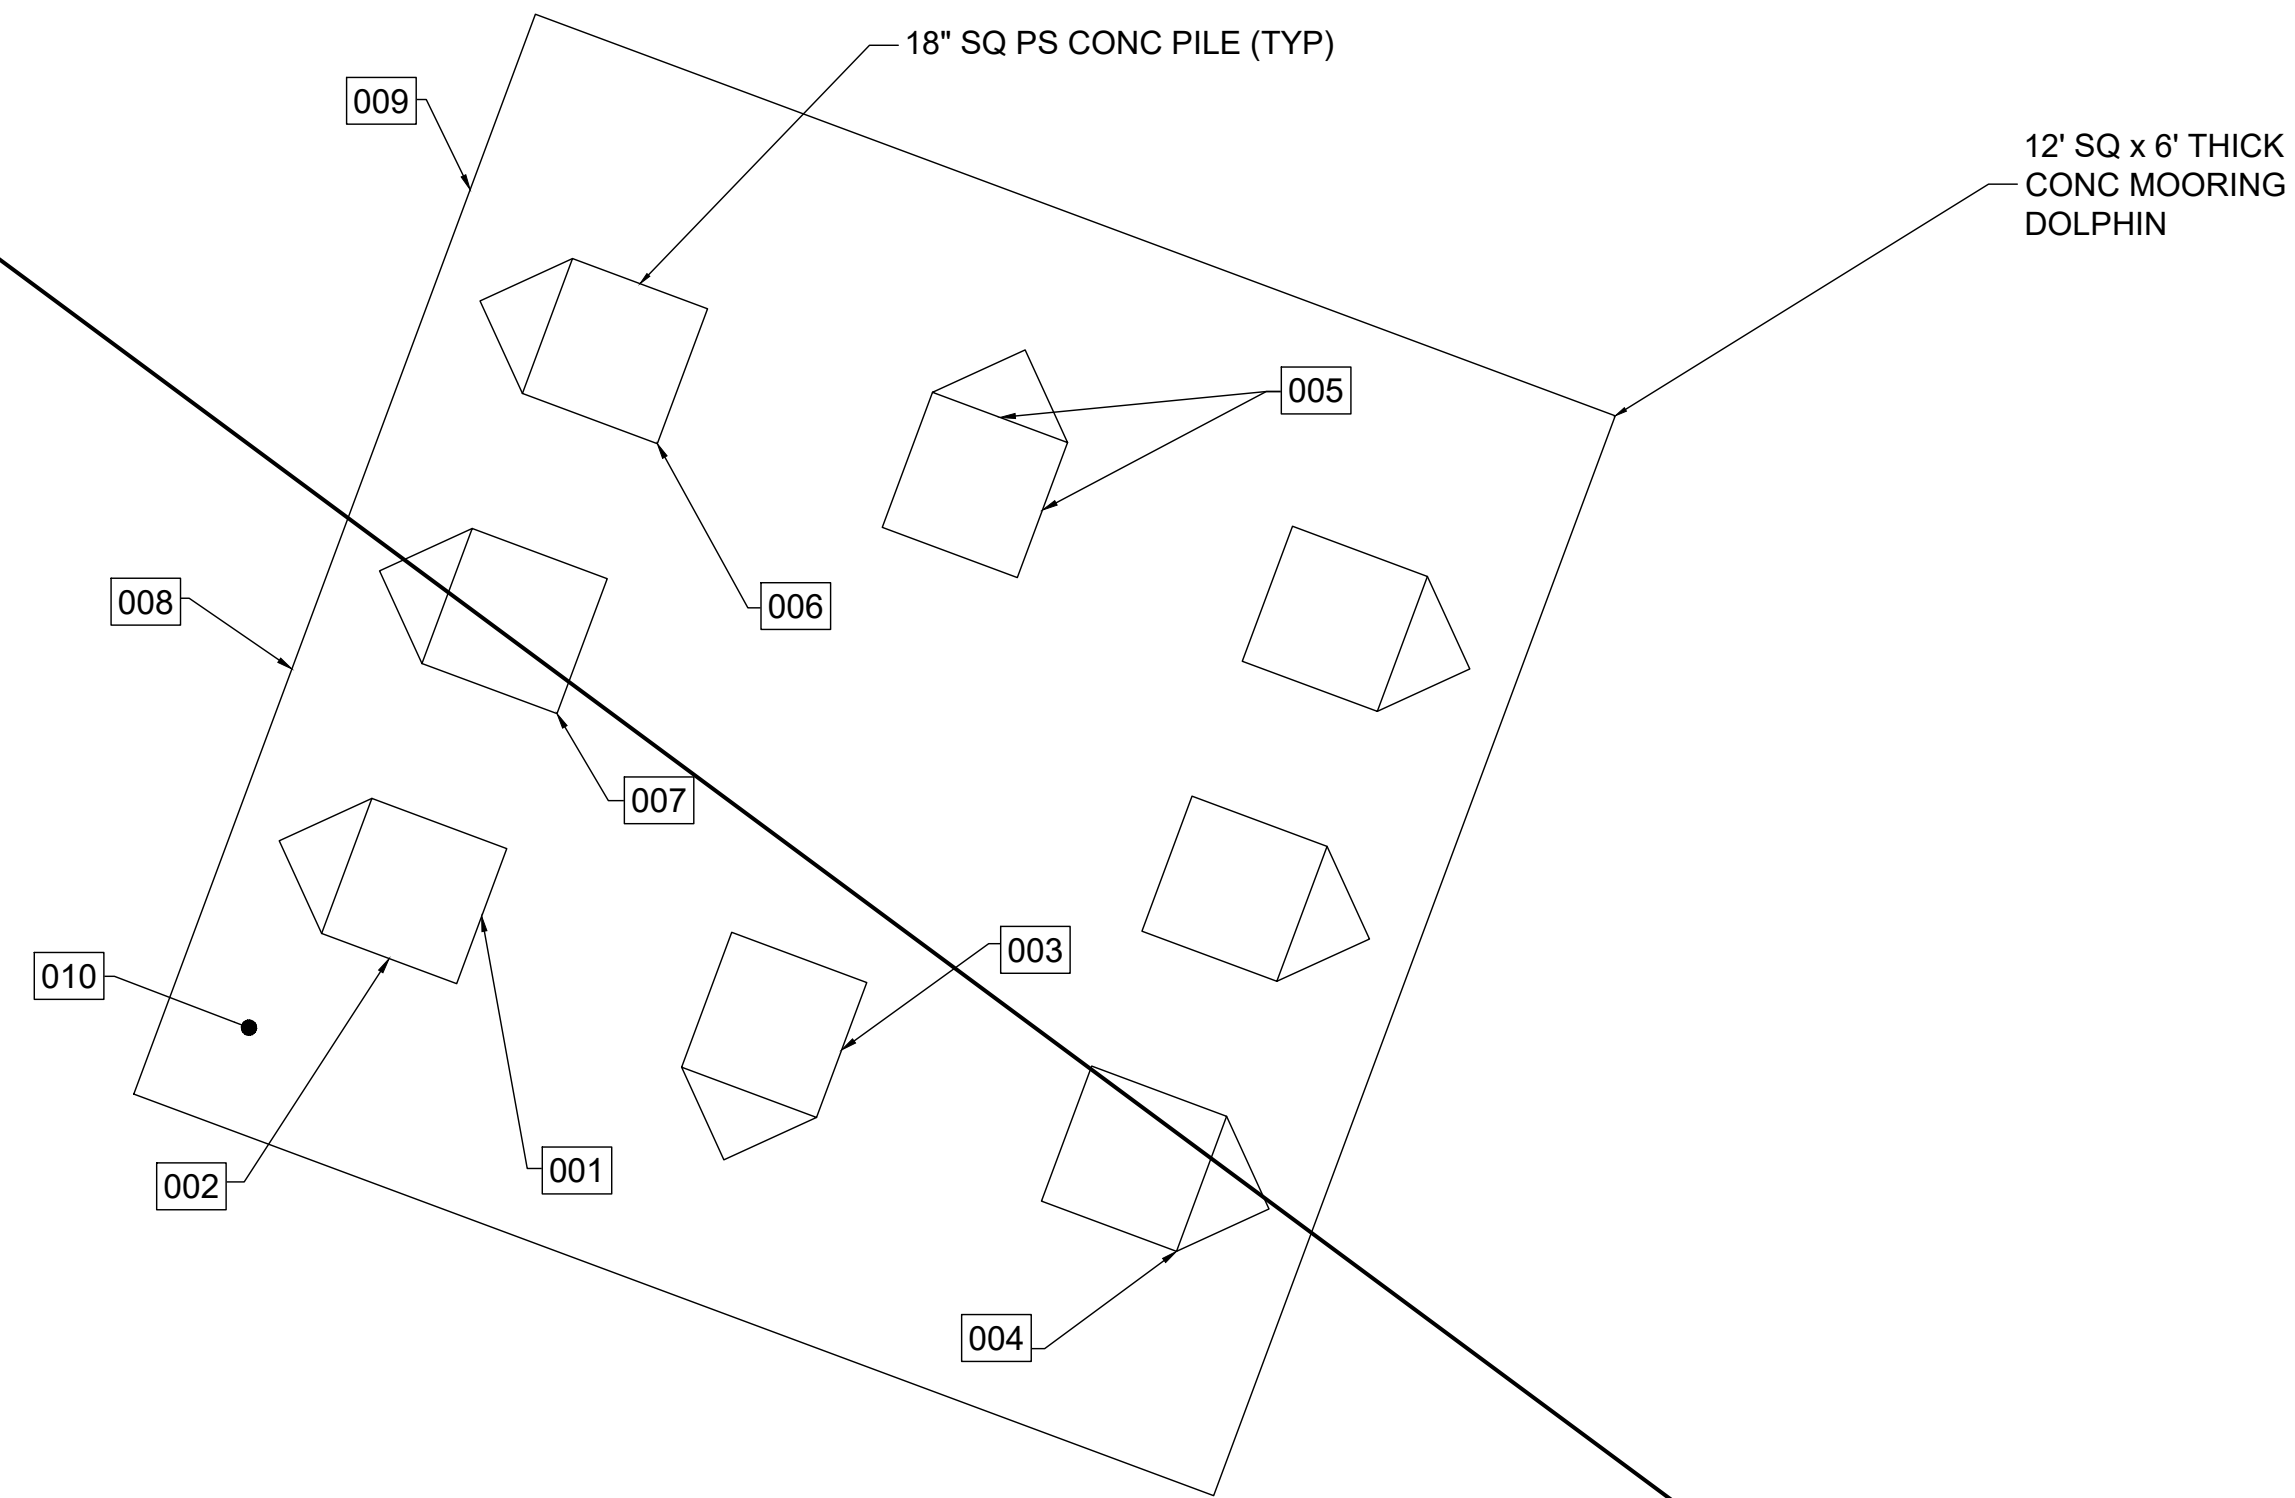 18" SQ PS CONC PILE (TYP)
009
12' SQ x 6' THICK
CONC MOORING
DOLPHIN
005
008
006
007
003
010
001
002
004